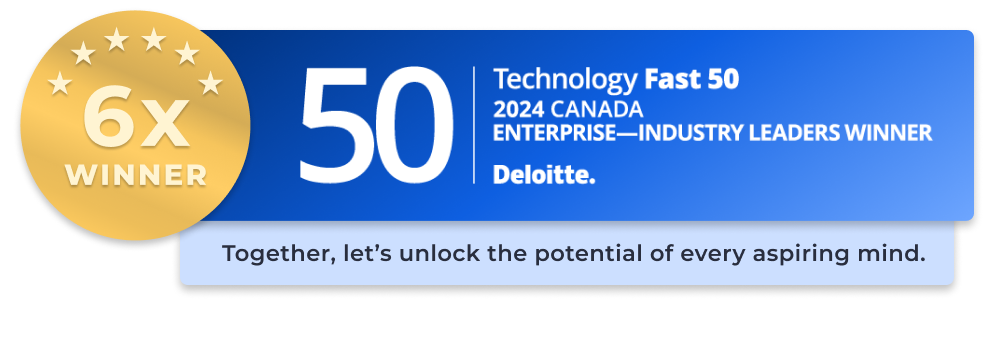 6x
WINNER
50
Technology Fast 50
2024 CANADA
ENTERPRISE—INDUSTRY LEADERS WINNER
Deloitte.
Together, let’s unlock the potential of every aspiring mind.